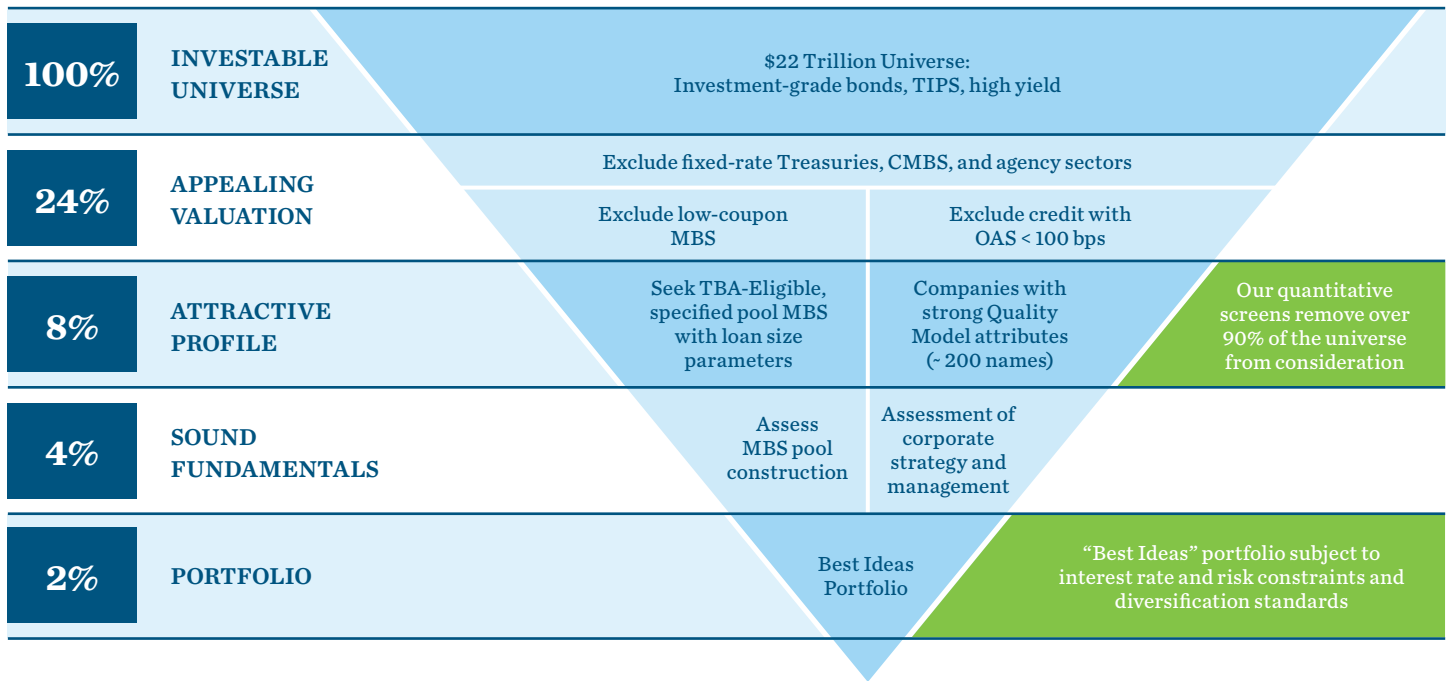 100%
INVESTABLE
UNIVERSE
$22 Trillion Universe:
Investment-grade bonds, TIPS, high yield
24%
APPEALING
VALUATION
Exclude fixed-rate Treasuries, CMBS, and agency sectors
Exclude low-coupon
MBS
Exclude credit with
OAS < 100 bps
8%
ATTRACTIVE
PROFILE
Seek TBA-Eligible,
specified pool MBS
with loan size
parameters
Companies with
strong Quality
Model attributes
(~ 200 names)
Our quantitative
screens remove over
90% of the universe
from consideration
4%
SOUND
FUNDAMENTALS
Assess
MBS pool
construction
Assessment of
corporate
strategy and
management
2%
PORTFOLIO
Best Ideas
Portfolio
“Best Ideas” portfolio subject to
interest rate and risk constraints and
diversification standards